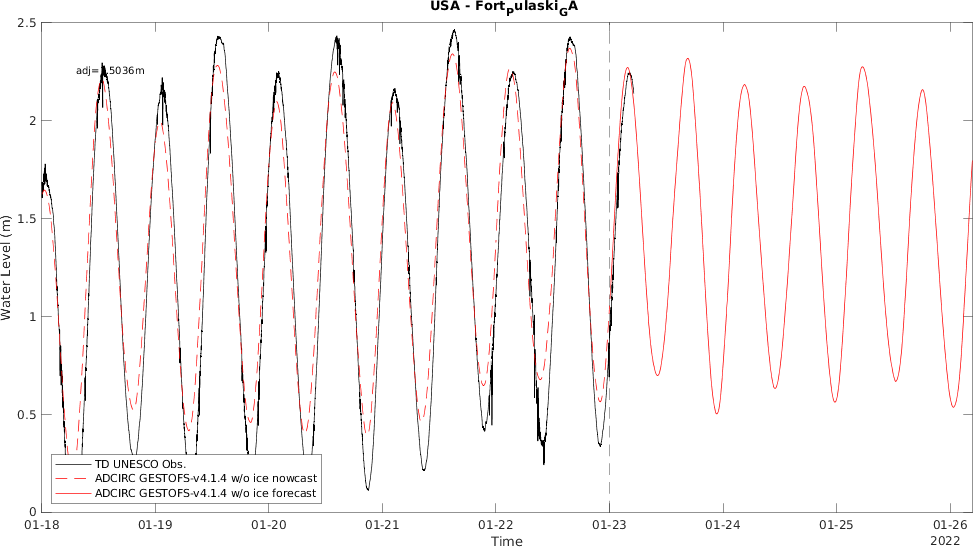 USA - FortPulaskiGA
2.5
adj=1.5036m
2
1.5
1
0.5
0
Water Level (m)
TD UNESCO Obs.
ADCIRC GESTOFS-v4.1.4 w/o ice nowcast
ADCIRC GESTOFS-v4.1.4 w/o ice forecast
01-18 01-19 01-20 01-21 01-22 01-23 01-24 01-25 01-26
Time 2022